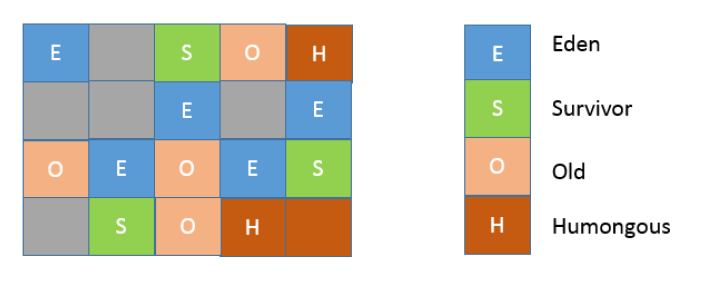 E S O H
E E
O E O E S
S O H
E Eden
S Survivor
O Old
H Humongous